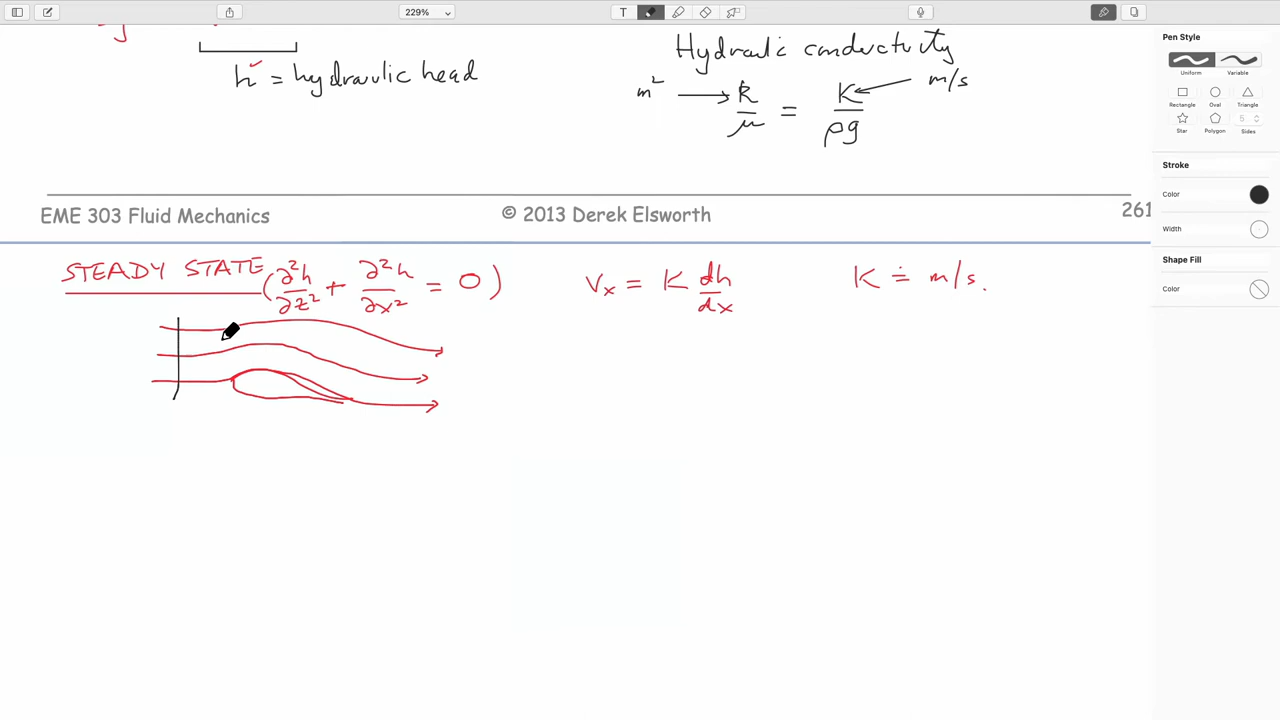 229%
T
Hydraulic conductivity
h = hydraulic head
m² → k/μ = K/ρg ← m/s
EME 303 Fluid Mechanics © 2013 Derek Elsworth 261
STEADY STATE (∂²h/∂z² + ∂²h/∂x² = 0) vₓ = K dh/dx K ≐ m/s.
Pen Style
Uniform Variable
Rectangle Oval Triangle
5
Star Polygon Sides
Stroke
Color
Width
Shape Fill
Color